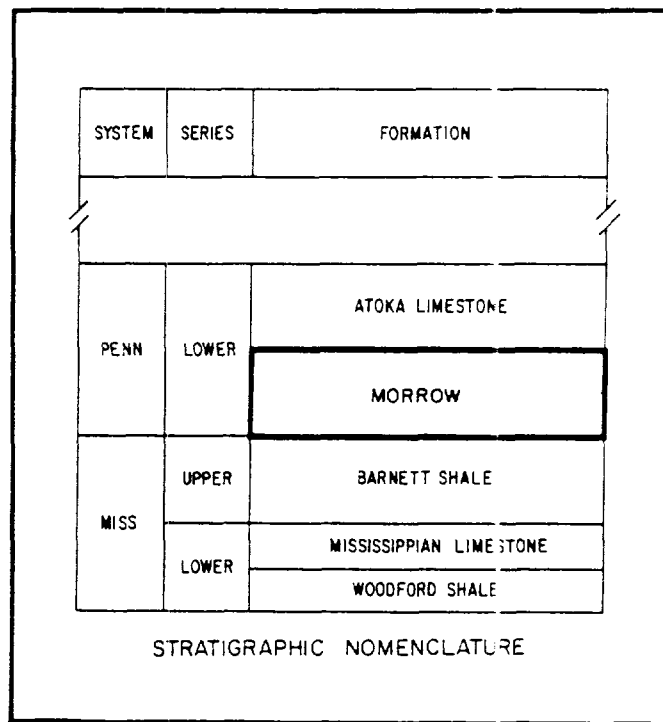 SYSTEM SERIES FORMATION
ATOKA LIMESTONE
PENN LOWER
MORROW
UPPER BARNETT SHALE
MISS
MISSISSIPPIAN LIMESTONE
LOWER
WOODFORD SHALE
STRATIGRAPHIC NOMENCLATURE